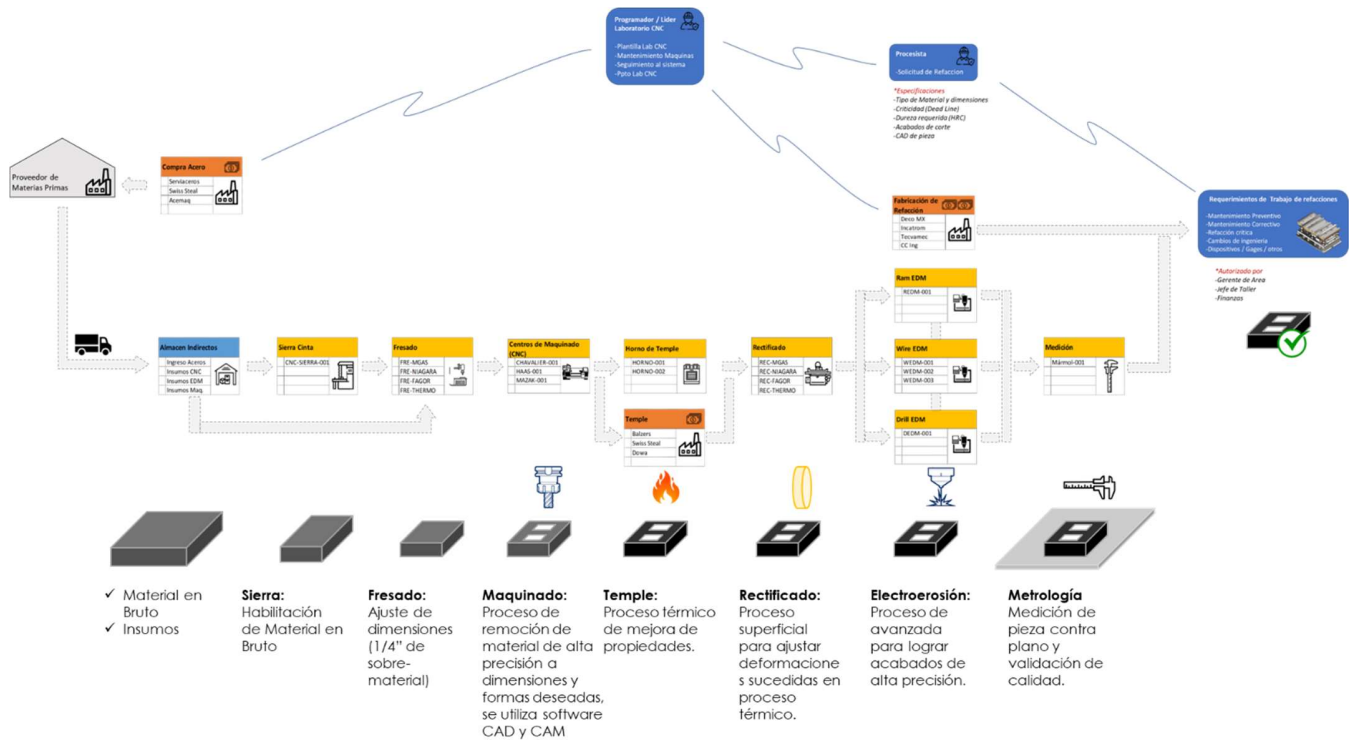 Programador / Lider
Laboratorio CNC
-Plantilla Lab CNC
-Mantenimiento Maquinas
-Seguimiento al sistema
-Ppto Lab CNC
Procesista
-Solicitud de Refaccion
*Especificaciones
-Tipo de Material y dimensiones
-Criticidad (Dead Line)
-Dureza requerida (HRC)
-Acabados de corte
-CAD de pieza
Proveedor de
Materias Primas
Compra Acero
Serviaceros
Swiss Steal
Acemaq
Fabricación de
Refacción
Deco MX
Incatrom
Tecvamec
CC Ing
Requerimientos de Trabajo de refacciones
-Mantenimiento Preventivo
-Mantenimiento Correctivo
-Refacción critica
-Cambios de ingenieria
-Dispositivos / Gages / otros
*Autorizado por
-Gerente de Area
-Jefe de Taller
-Finanzas
Almacen Indirectos
Ingreso Aceros
Insumos CNC
Insumos EDM
Insumos Maq.
Sierra Cinta
CNC-SIERRA-001
Fresado
FRE-MGAS
FRE-NIAGARA
FRE-FAGOR
FRE-THERMO
Centros de Maquinado
(CNC)
CHAVALIER-001
HAAS-001
MAZAK-001
Horno de Temple
HORNO-001
HORNO-002
Temple
Balzers
Swiss Steal
Dowa
Rectificado
REC-MGAS
REC-NIAGARA
REC-FAGOR
REC-THERMO
Ram EDM
REDM-001
Wire EDM
WEDM-001
WEDM-002
WEDM-003
Drill EDM
DEDM-001
Medición
Mármol-001
✓ Material en
Bruto
✓ Insumos
Sierra:
Habilitación
de Material en
Bruto
Fresado:
Ajuste de
dimensiones
(1/4” de
sobre-
material)
Maquinado:
Proceso de
remoción de
material de alta
precisión a
dimensiones y
formas deseadas,
se utiliza software
CAD y CAM
Temple:
Proceso térmico
de mejora de
propiedades.
Rectificado:
Proceso
superficial
para ajustar
deformacione
s sucedidas en
proceso
térmico.
Electroerosión:
Proceso de
avanzada
para lograr
acabados de
alta precisión.
Metrología
Medición de
pieza contra
plano y
validación de
calidad.